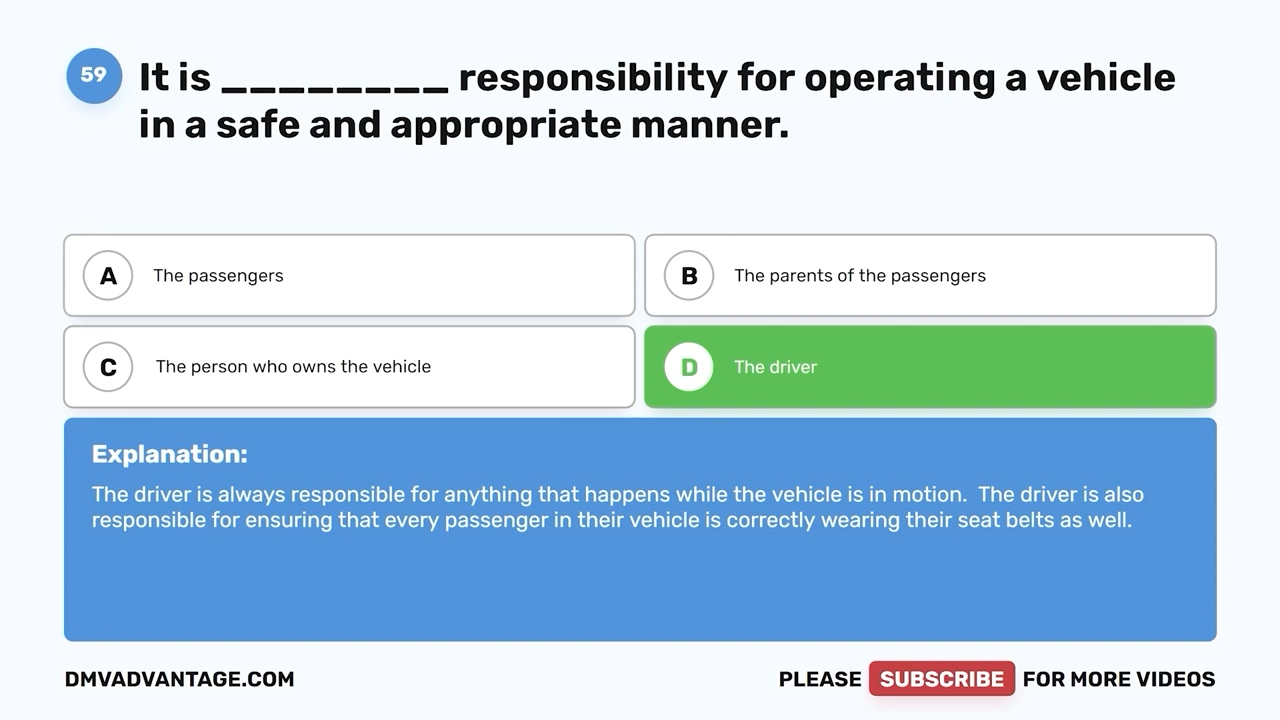 59
It is ________ responsibility for operating a vehicle
in a safe and appropriate manner.
A The passengers
B The parents of the passengers
C The person who owns the vehicle
D The driver
Explanation:
The driver is always responsible for anything that happens while the vehicle is in motion.  The driver is also
responsible for ensuring that every passenger in their vehicle is correctly wearing their seat belts as well.
DMVADVANTAGE.COM
PLEASE SUBSCRIBE FOR MORE VIDEOS